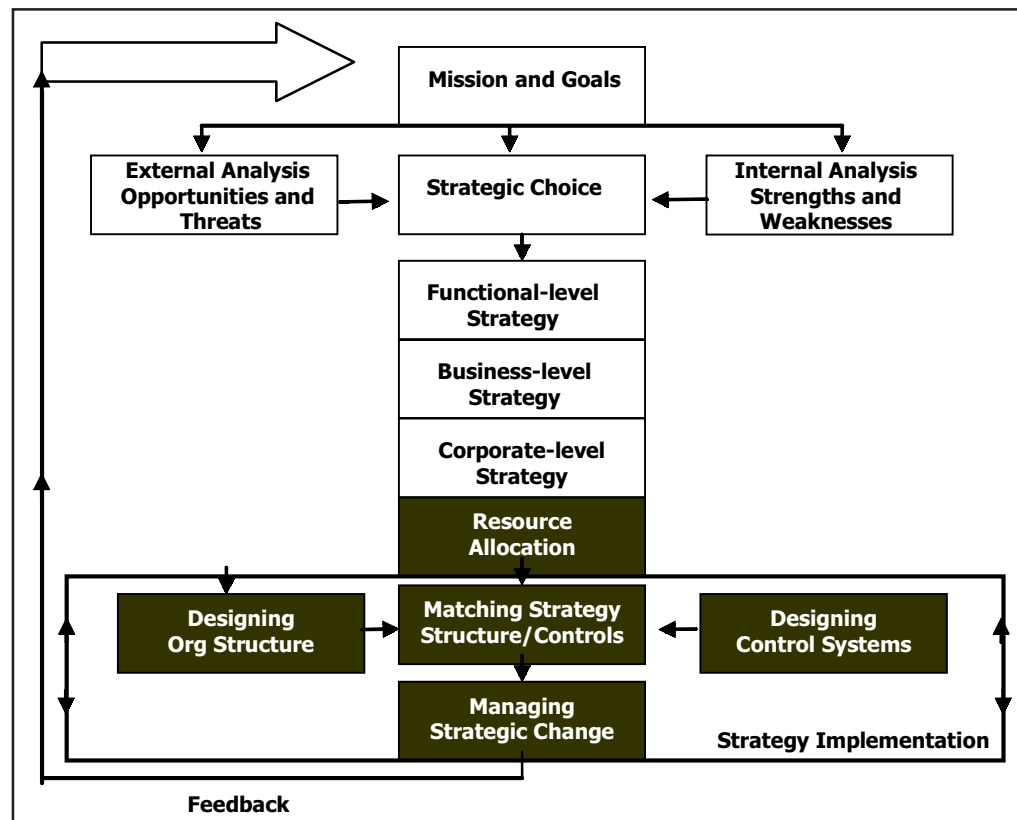 Mission and Goals
External Analysis
Opportunities and
Threats
Strategic Choice
Internal Analysis
Strengths and
Weaknesses
Functional-level
Strategy
Business-level
Strategy
Corporate-level
Strategy
Resource
Allocation
Designing
Org Structure
Matching Strategy
Structure/Controls
Designing
Control Systems
Managing
Strategic Change
Strategy Implementation
Feedback